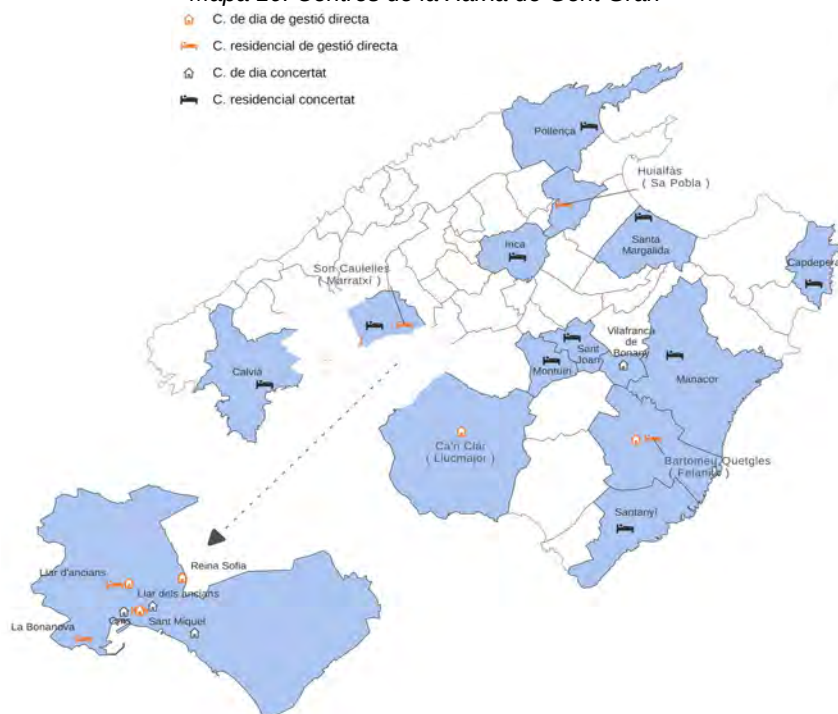 Mapa 10. Centres de la Xarxa de Gent Gran
C. de dia de gestió directa
C. residencial de gestió directa
C. de dia concertat
C. residencial concertat
Pollença
Huialfàs
( Sa Pobla )
Inca
Santa
Margalida
Capdepera
Son Caulelles
( Marratxí )
Vilafranca
de
Bonany
Sant
Joan
Montuïri
Manacor
Calvià
Ca'n Clar
( Llucmajor )
Bartomeu Quetgles
( Felanitx )
Santanyí
Reina Sofia
Llar d'ancians
Llar dels ancians
La Bonanova
Sant Miquel